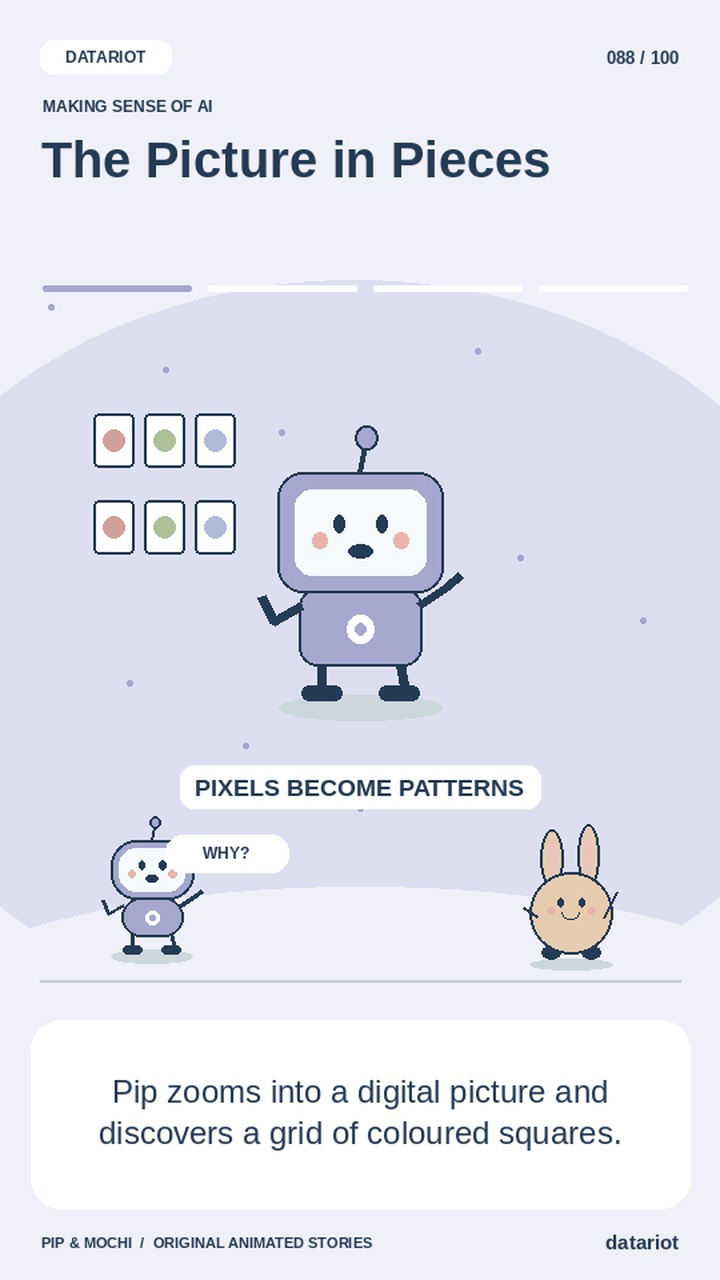 DATARIOT
088 / 100
MAKING SENSE OF AI
The Picture in Pieces
PIXELS BECOME PATTERNS
WHY?
Pip zooms into a digital picture and
discovers a grid of coloured squares.
PIP & MOCHI / ORIGINAL ANIMATED STORIES
datariot